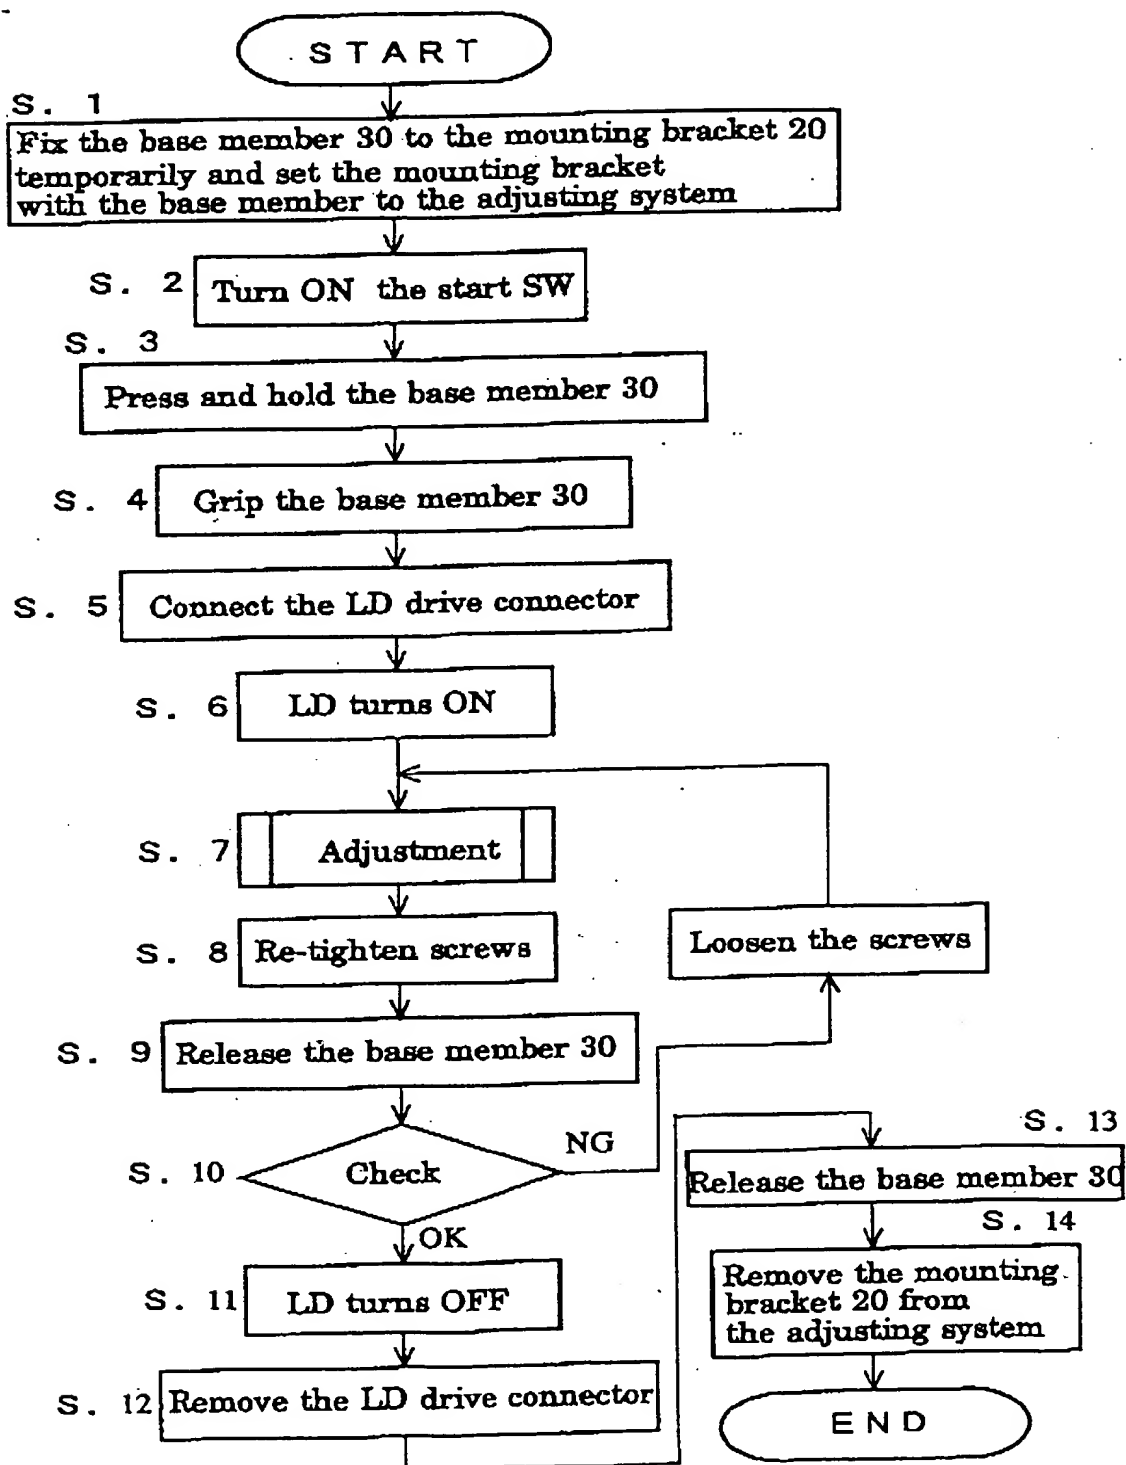 START
S. 1
Fix the base member 30 to the mounting bracket 20
temporarily and set the mounting bracket
with the base member to the adjusting system
S. 2
Turn ON the start SW
S. 3
Press and hold the base member 30
S. 4
Grip the base member 30
S. 5
Connect the LD drive connector
S. 6
LD turns ON
S. 7
Adjustment
S. 8
Re-tighten screws
Loosen the screws
S. 9
Release the base member 30
S. 10
Check
NG
OK
S. 11
LD turns OFF
S. 12
Remove the LD drive connector
S. 13
Release the base member 30
S. 14
Remove the mounting
bracket 20 from
the adjusting system
END